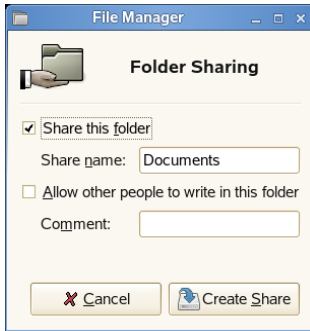 File Manager
Folder Sharing
Share this folder
Share name: Documents
Allow other people to write in this folder
Comment:
Cancel Create Share